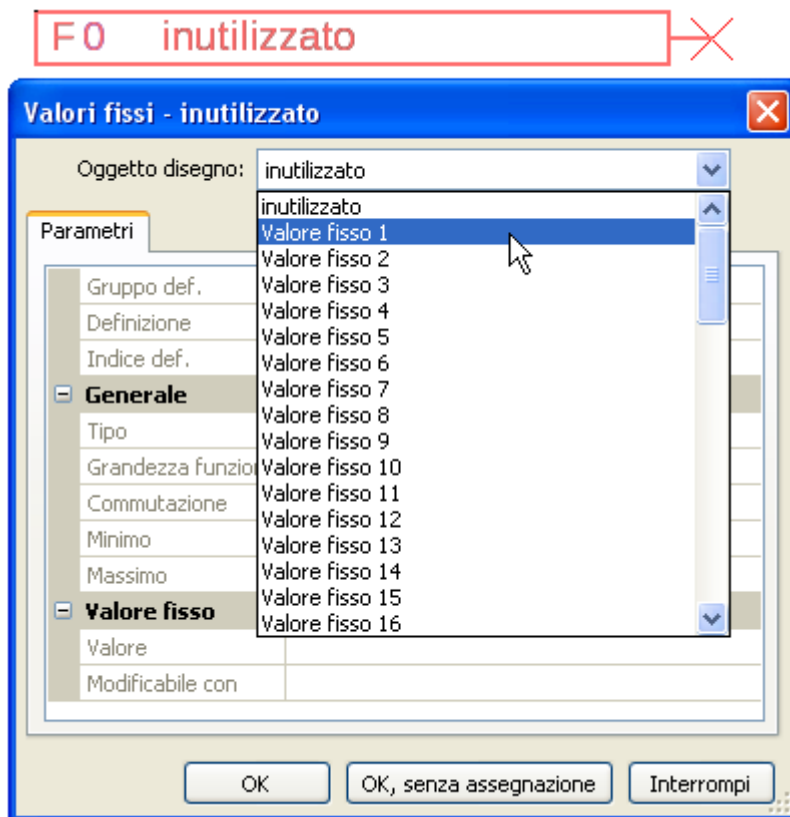 F 0 inutilizzato
Valori fissi - inutilizzato
Oggetto disegno: inutilizzato
inutilizzato
Parametri
Valore fisso 1
Valore fisso 2
Valore fisso 3
Valore fisso 4
Valore fisso 5
Valore fisso 6
Valore fisso 7
Valore fisso 8
Valore fisso 9
Valore fisso 10
Valore fisso 11
Valore fisso 12
Valore fisso 13
Valore fisso 14
Valore fisso 15
Valore fisso 16
Gruppo def.
Definizione
Indice def.
Generale
Tipo
Grandezza funzio
Commutazione
Minimo
Massimo
Valore fisso
Valore
Modificabile con
OK OK, senza assegnazione Interrompi